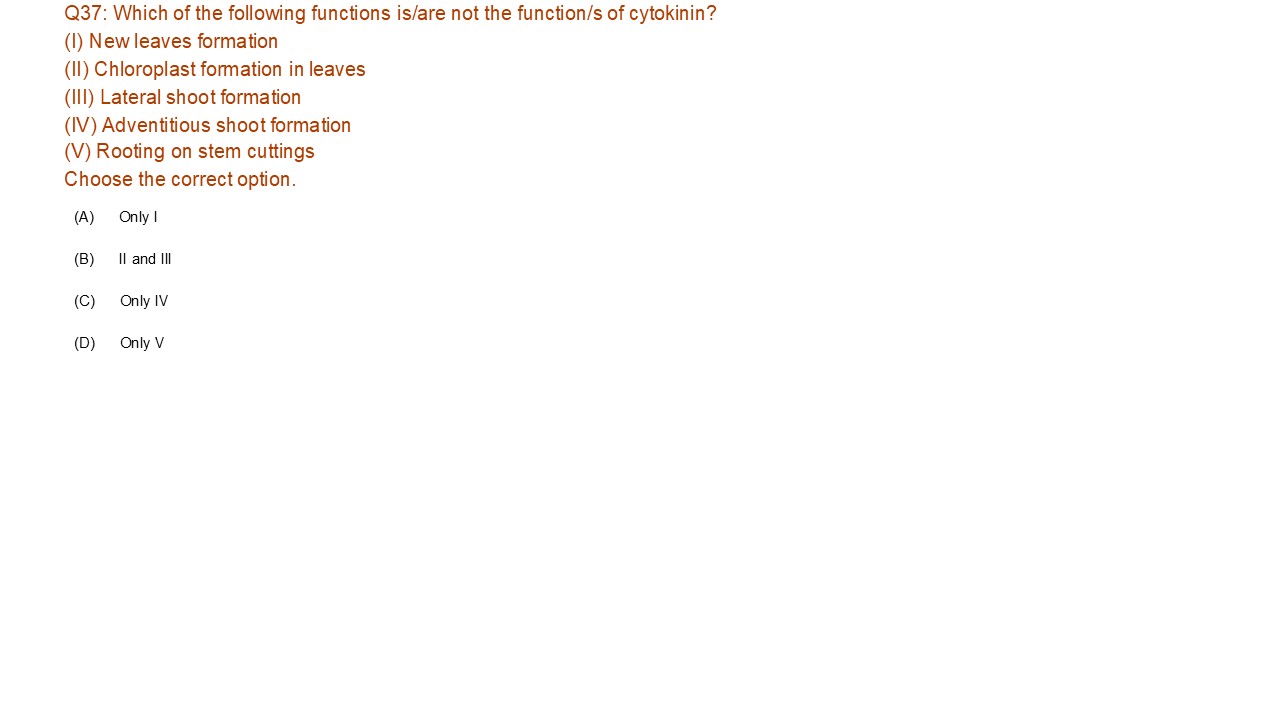 Q37: Which of the following functions is/are not the function/s of cytokinin?
(I) New leaves formation
(II) Chloroplast formation in leaves
(III) Lateral shoot formation
(IV) Adventitious shoot formation
(V) Rooting on stem cuttings
Choose the correct option.
(A) Only I
(B) II and III
(C) Only IV
(D) Only V